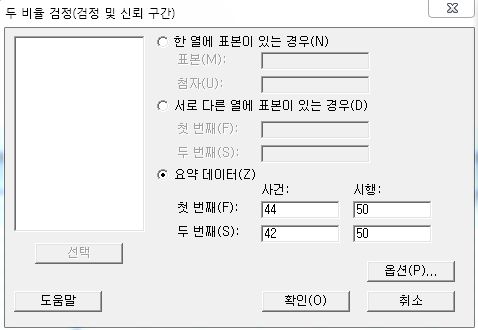 두 비율 검정(검정 및 신뢰 구간)
한 열에 표본이 있는 경우(N)
표본(M):
첨자(U):
서로 다른 열에 표본이 있는 경우(D)
첫 번째(F):
두 번째(S):
요약 데이터(Z)
사건: 시행:
첫 번째(F): 44 50
두 번째(S): 42 50
선택
옵션(P)...
도움말 확인(O) 취소